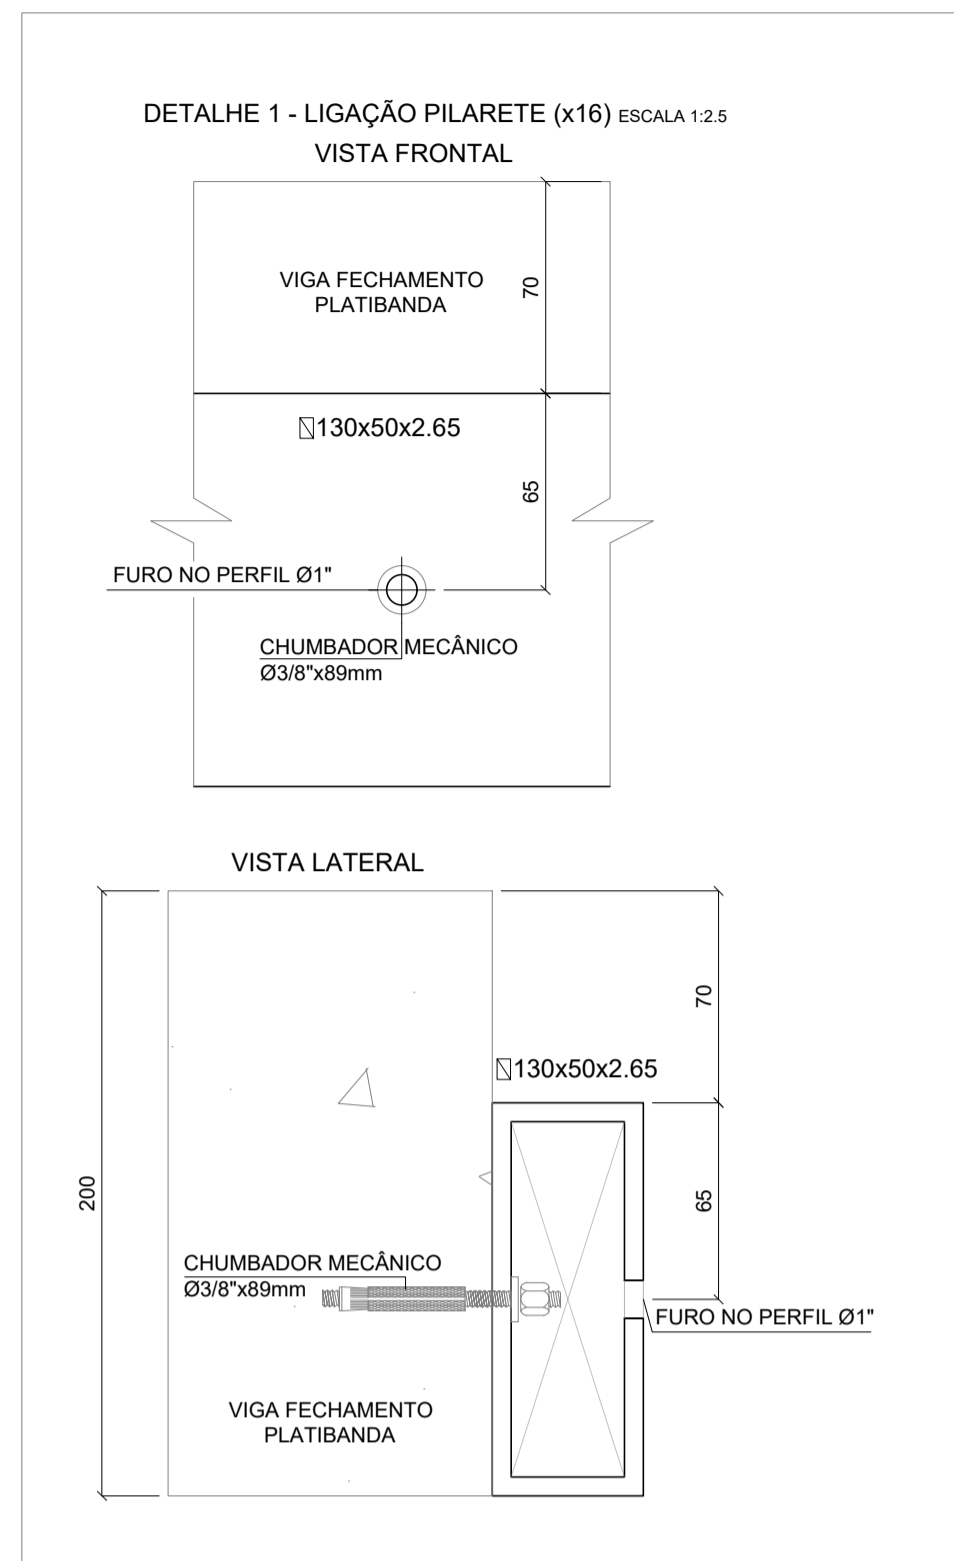 DETALHE 1 - LIGAÇÃO PILARETE (x16) ESCALA 1:2.5
VISTA FRONTAL
VIGA FECHAMENTO
PLATIBANDA
70
130x50x2.65
65
FURO NO PERFIL Ø1"
CHUMBADOR MECÂNICO
Ø3/8"x89mm
VISTA LATERAL
70
130x50x2.65
200
65
CHUMBADOR MECÂNICO
Ø3/8"x89mm
FURO NO PERFIL Ø1"
VIGA FECHAMENTO
PLATIBANDA